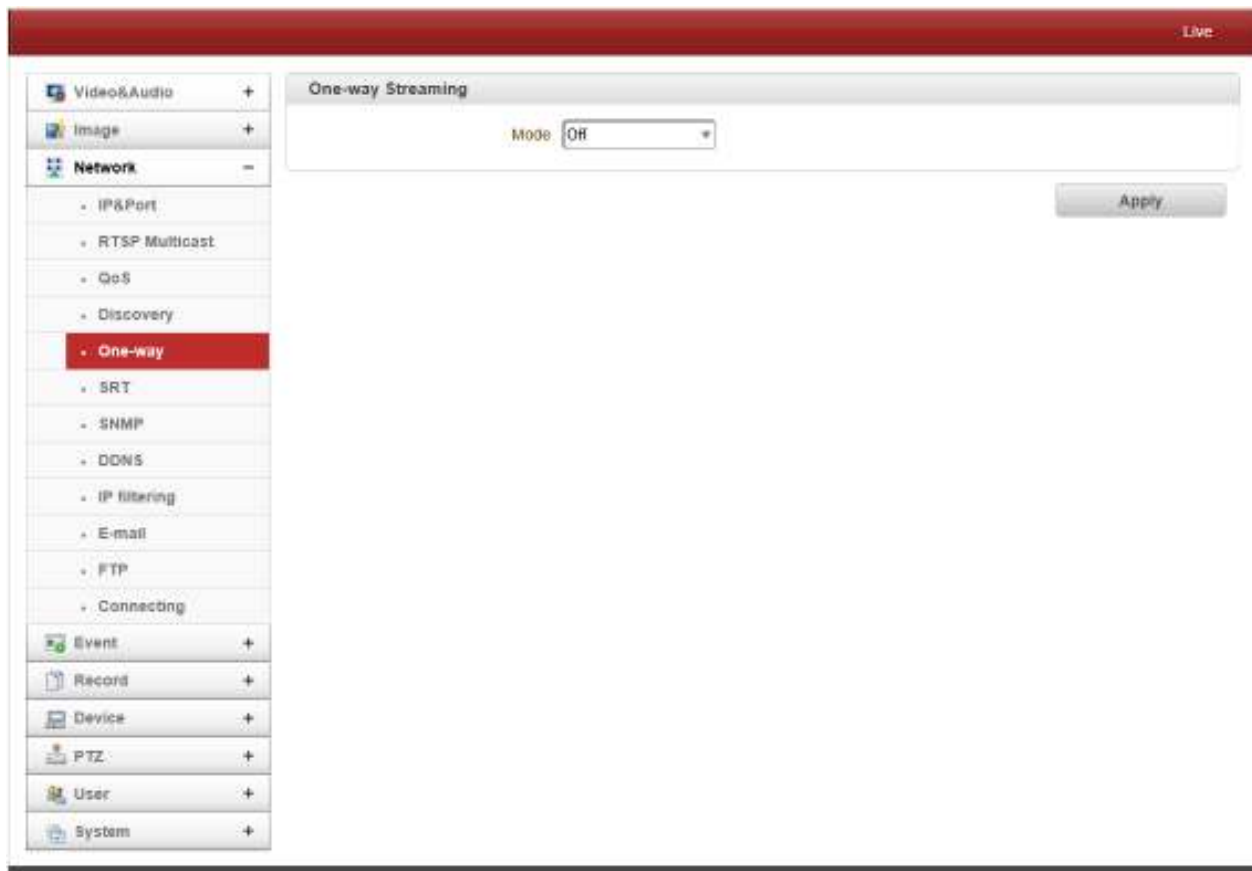 Live
Video&Audio +
Image +
Network -
IP&Port
RTSP Multicast
QoS
Discovery
One-way
SRT
SNMP
DDNS
IP filtering
E-mail
FTP
Connecting
Event +
Record +
Device +
PTZ +
User +
System +
One-way Streaming
Mode Off
Apply